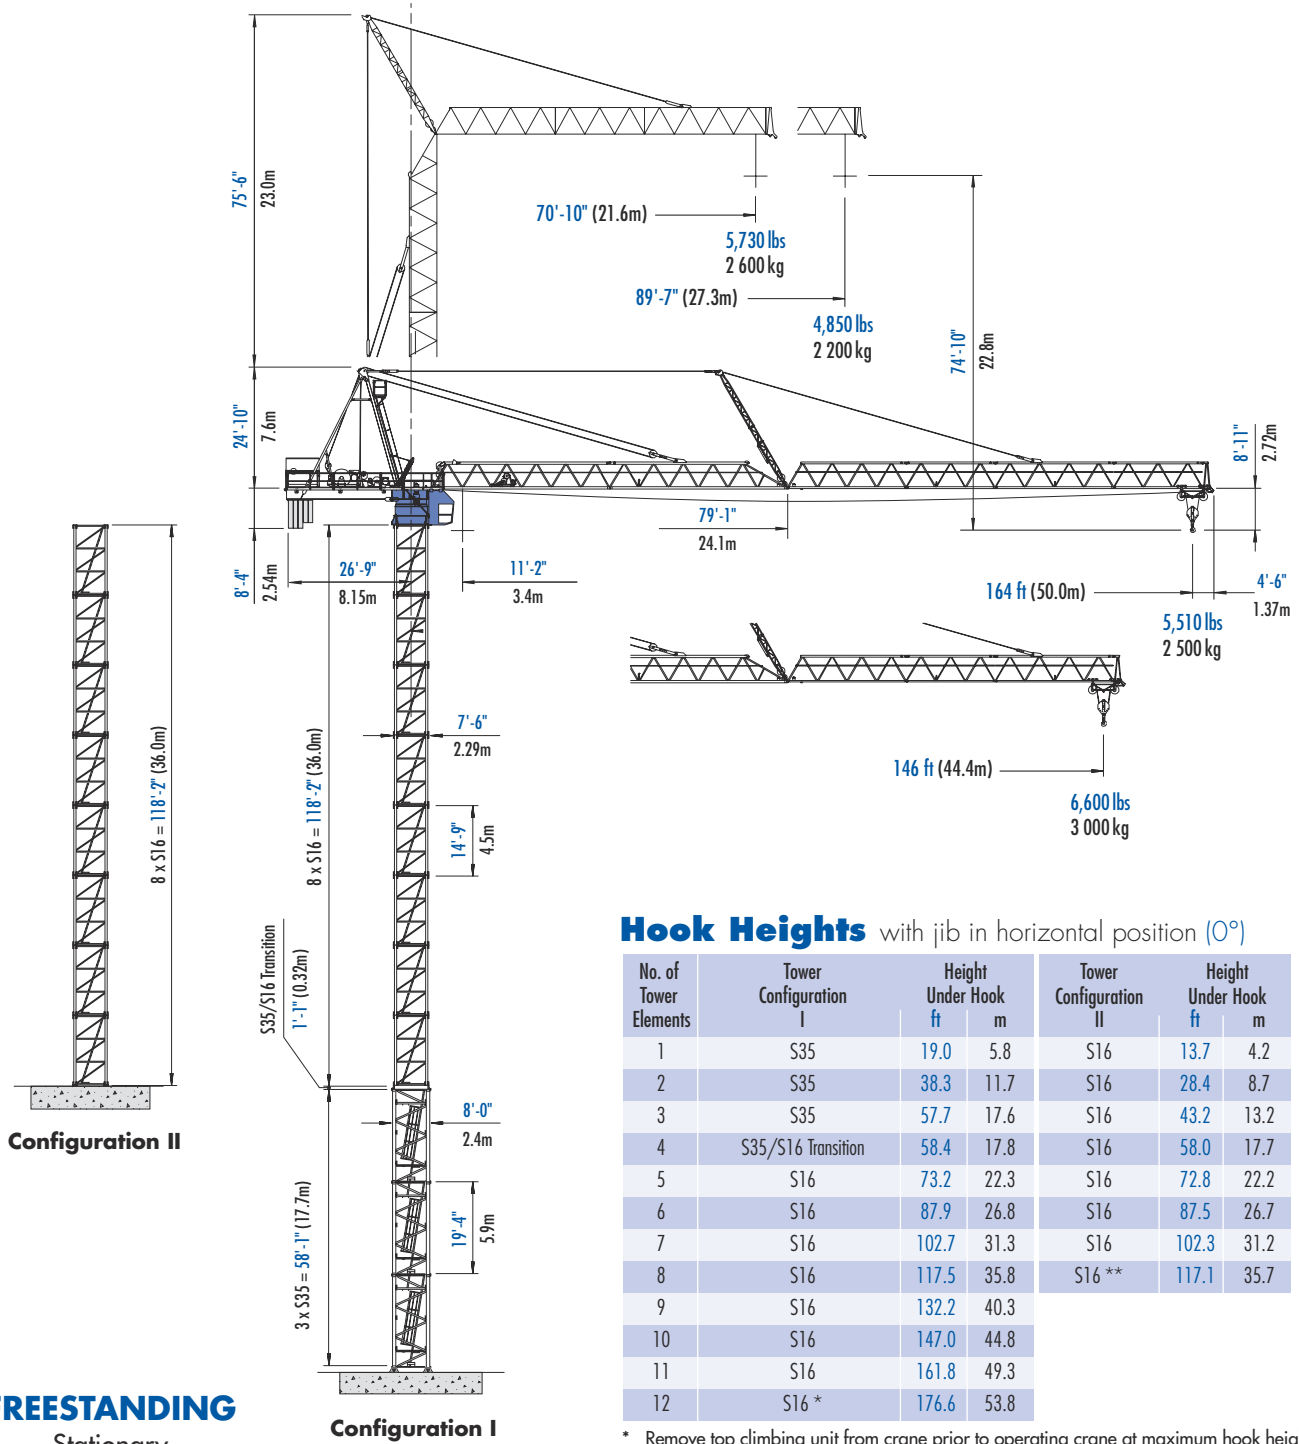 75'-6"
23.0m
70'-10" (21.6m)
5,730 lbs
2 600 kg
89'-7" (27.3m)
4,850 lbs
2 200 kg
74'-10"
22.8m
24'-10"
7.6m
8'-11"
2.72m
79'-1"
24.1m
8'-4"
2.54m
26'-9"
8.15m
11'-2"
3.4m
164 ft (50.0m)
4'-6"
1.37m
5,510 lbs
2 500 kg
7'-6"
2.29m
146 ft (44.4m)
6,600 lbs
3 000 kg
8 x S16 = 118'-2" (36.0m)
8 x S16 = 118'-2" (36.0m)
14'-9"
4.5m
S35/S16 Transition
1'-1" (0.32m)
8'-0"
2.4m
Configuration II
3 x S35 = 58'-1" (17.7m)
19'-4"
5.9m
Configuration I
FREESTANDING
Stationary
Hook Heights with jib in horizontal position (0°)
No. of Tower Elements Tower Configuration I Height Under Hook ft m Tower Configuration II Height Under Hook ft m
1 S35 19.0 5.8 S16 13.7 4.2
2 S35 38.3 11.7 S16 28.4 8.7
3 S35 57.7 17.6 S16 43.2 13.2
4 S35/S16 Transition 58.4 17.8 S16 58.0 17.7
5 S16 73.2 22.3 S16 72.8 22.2
6 S16 87.9 26.8 S16 87.5 26.7
7 S16 102.7 31.3 S16 102.3 31.2
8 S16 117.5 35.8 S16 ** 117.1 35.7
9 S16 132.2 40.3
10 S16 147.0 44.8
11 S16 161.8 49.3
12 S16 * 176.6 53.8
* Remove top climbing unit from crane prior to operating crane at maximum hook